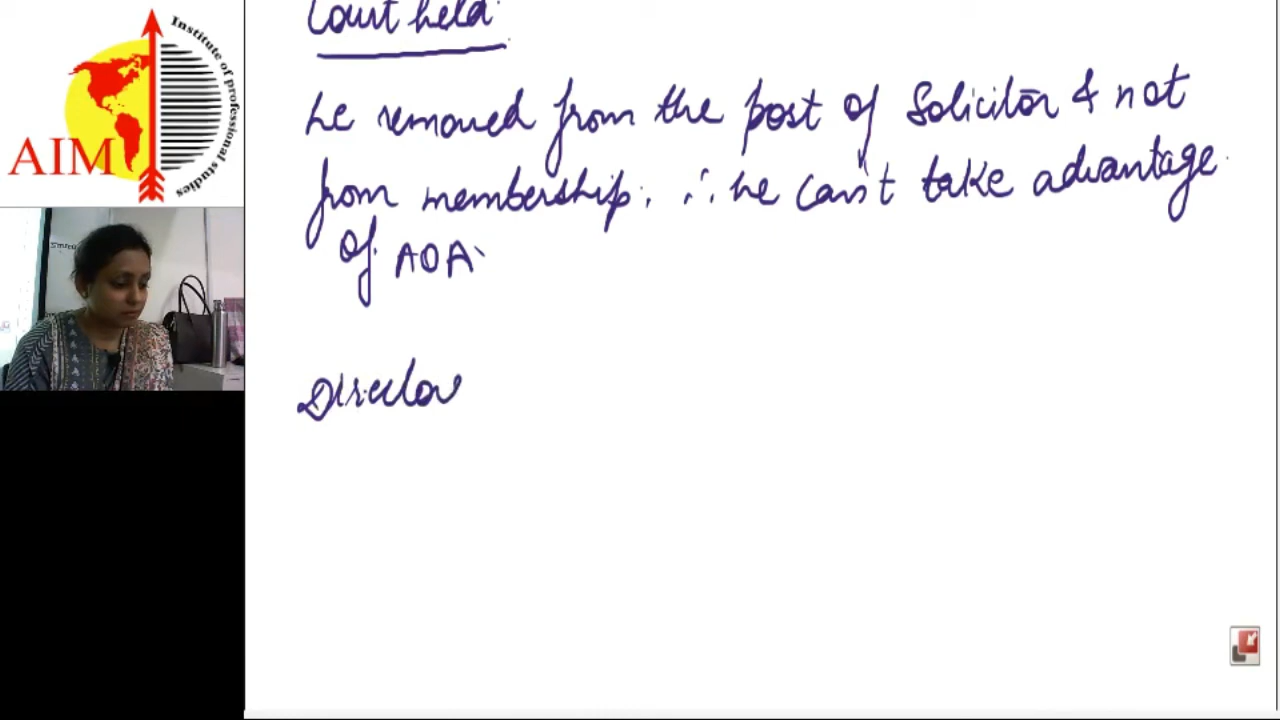 Institute of professional studies
AIM
Court held:
he removed from the post of Solicitor & not
from membership. ∴ he can't take advantage
of AOA
Director